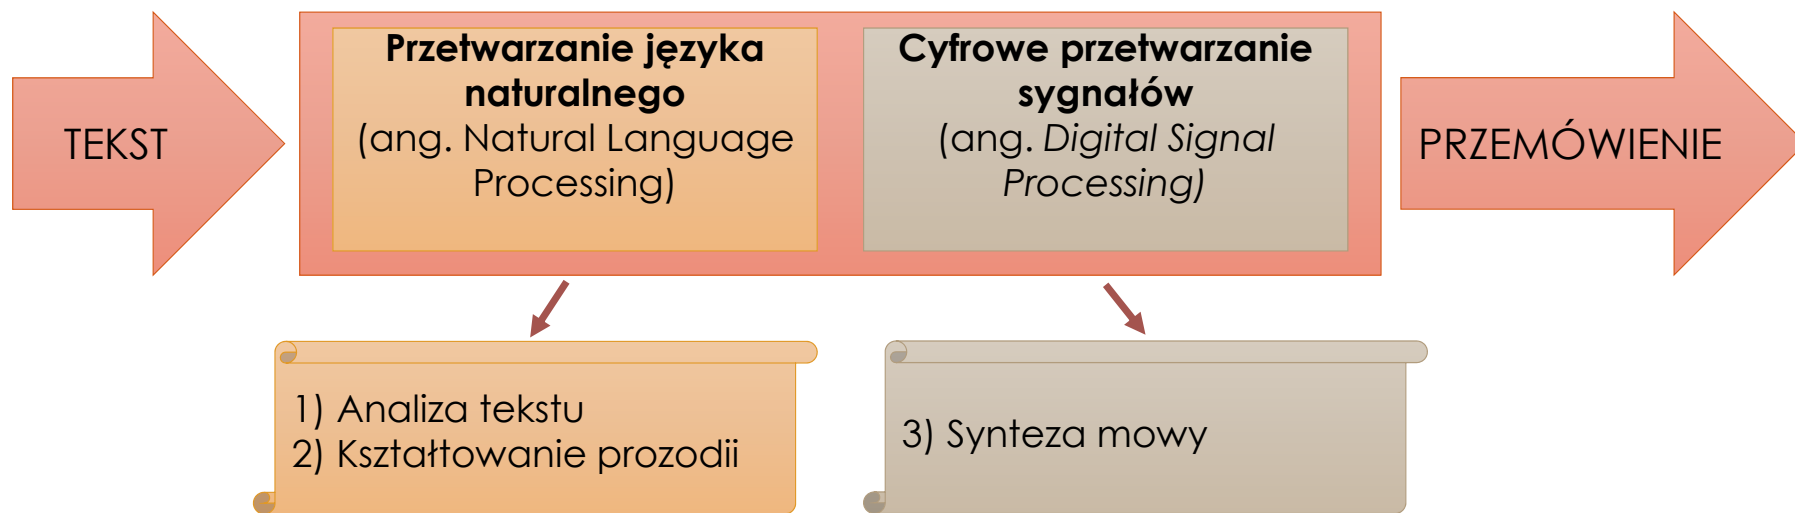 TEKST
Przetwarzanie języka
naturalnego
(ang. Natural Language
Processing)
Cyfrowe przetwarzanie
sygnałów
(ang. Digital Signal
Processing)
PRZEMÓWIENIE
1) Analiza tekstu
2) Kształtowanie prozodii
3) Synteza mowy